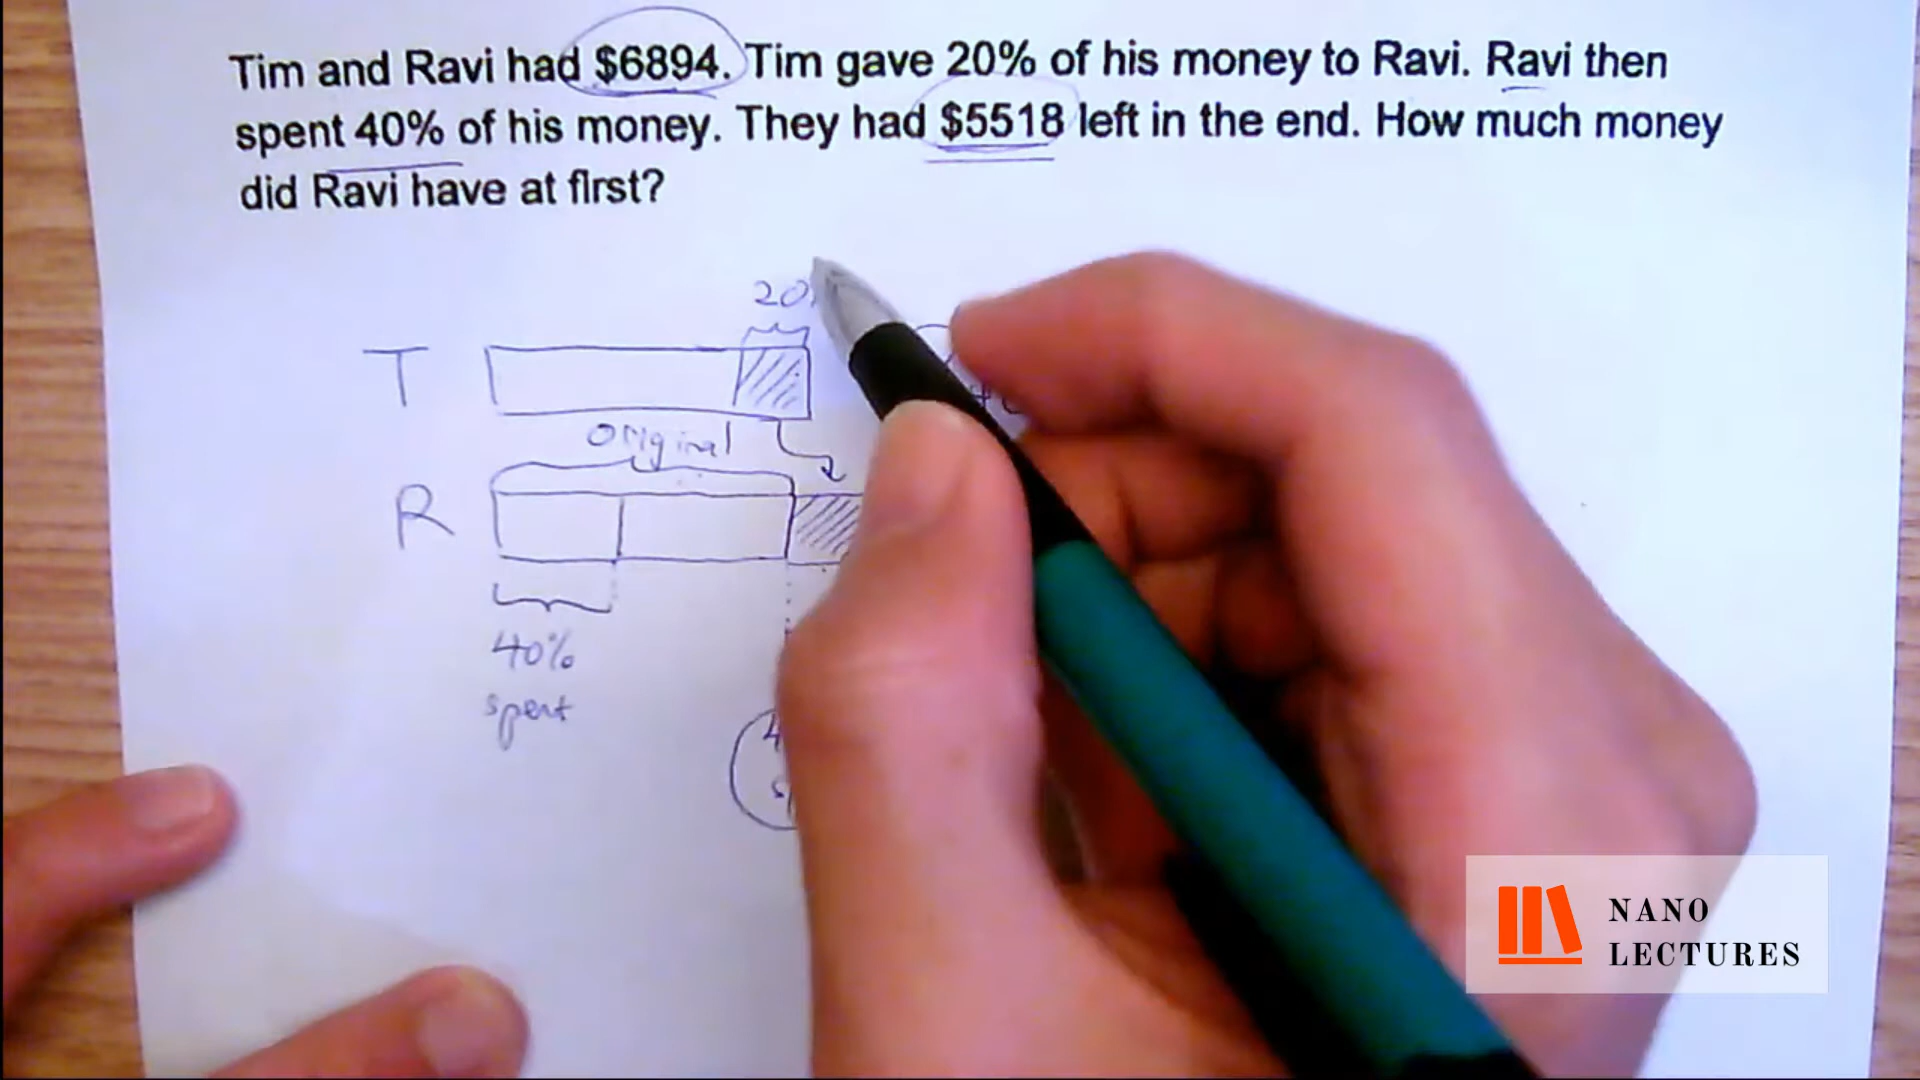 Tim and Ravi had $6894. Tim gave 20% of his money to Ravi. Ravi then
spent 40% of his money. They had $5518 left in the end. How much money
did Ravi have at first?
20
T
original
R
40%
spent
4
NANO
LECTURES